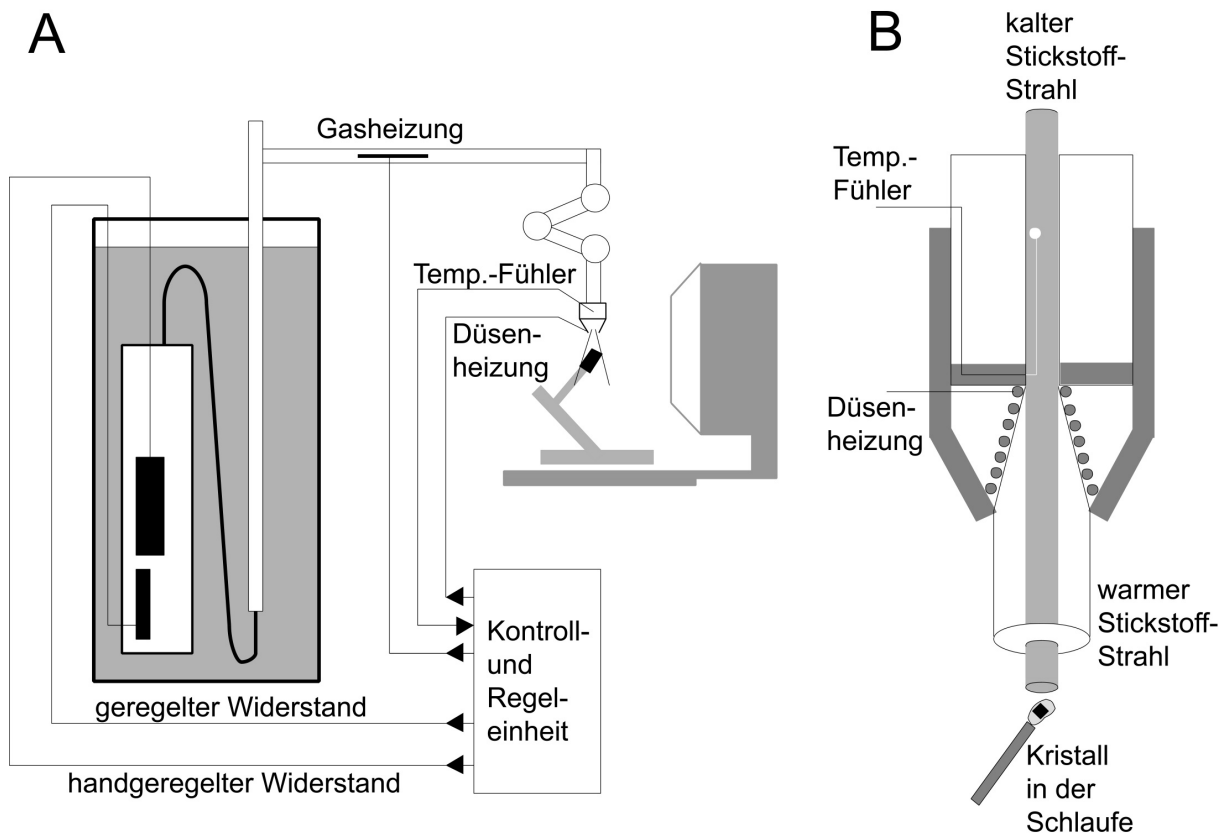 A
Gasheizung
Temp.-Fühler
Düsen-
heizung
Kontroll-
und
Regel-
einheit
geregelter Widerstand
handgeregelter Widerstand
B
kalter
Stickstoff-
Strahl
Temp.-
Fühler
Düsen-
heizung
warmer
Stickstoff-
Strahl
Kristall
in der
Schlaufe